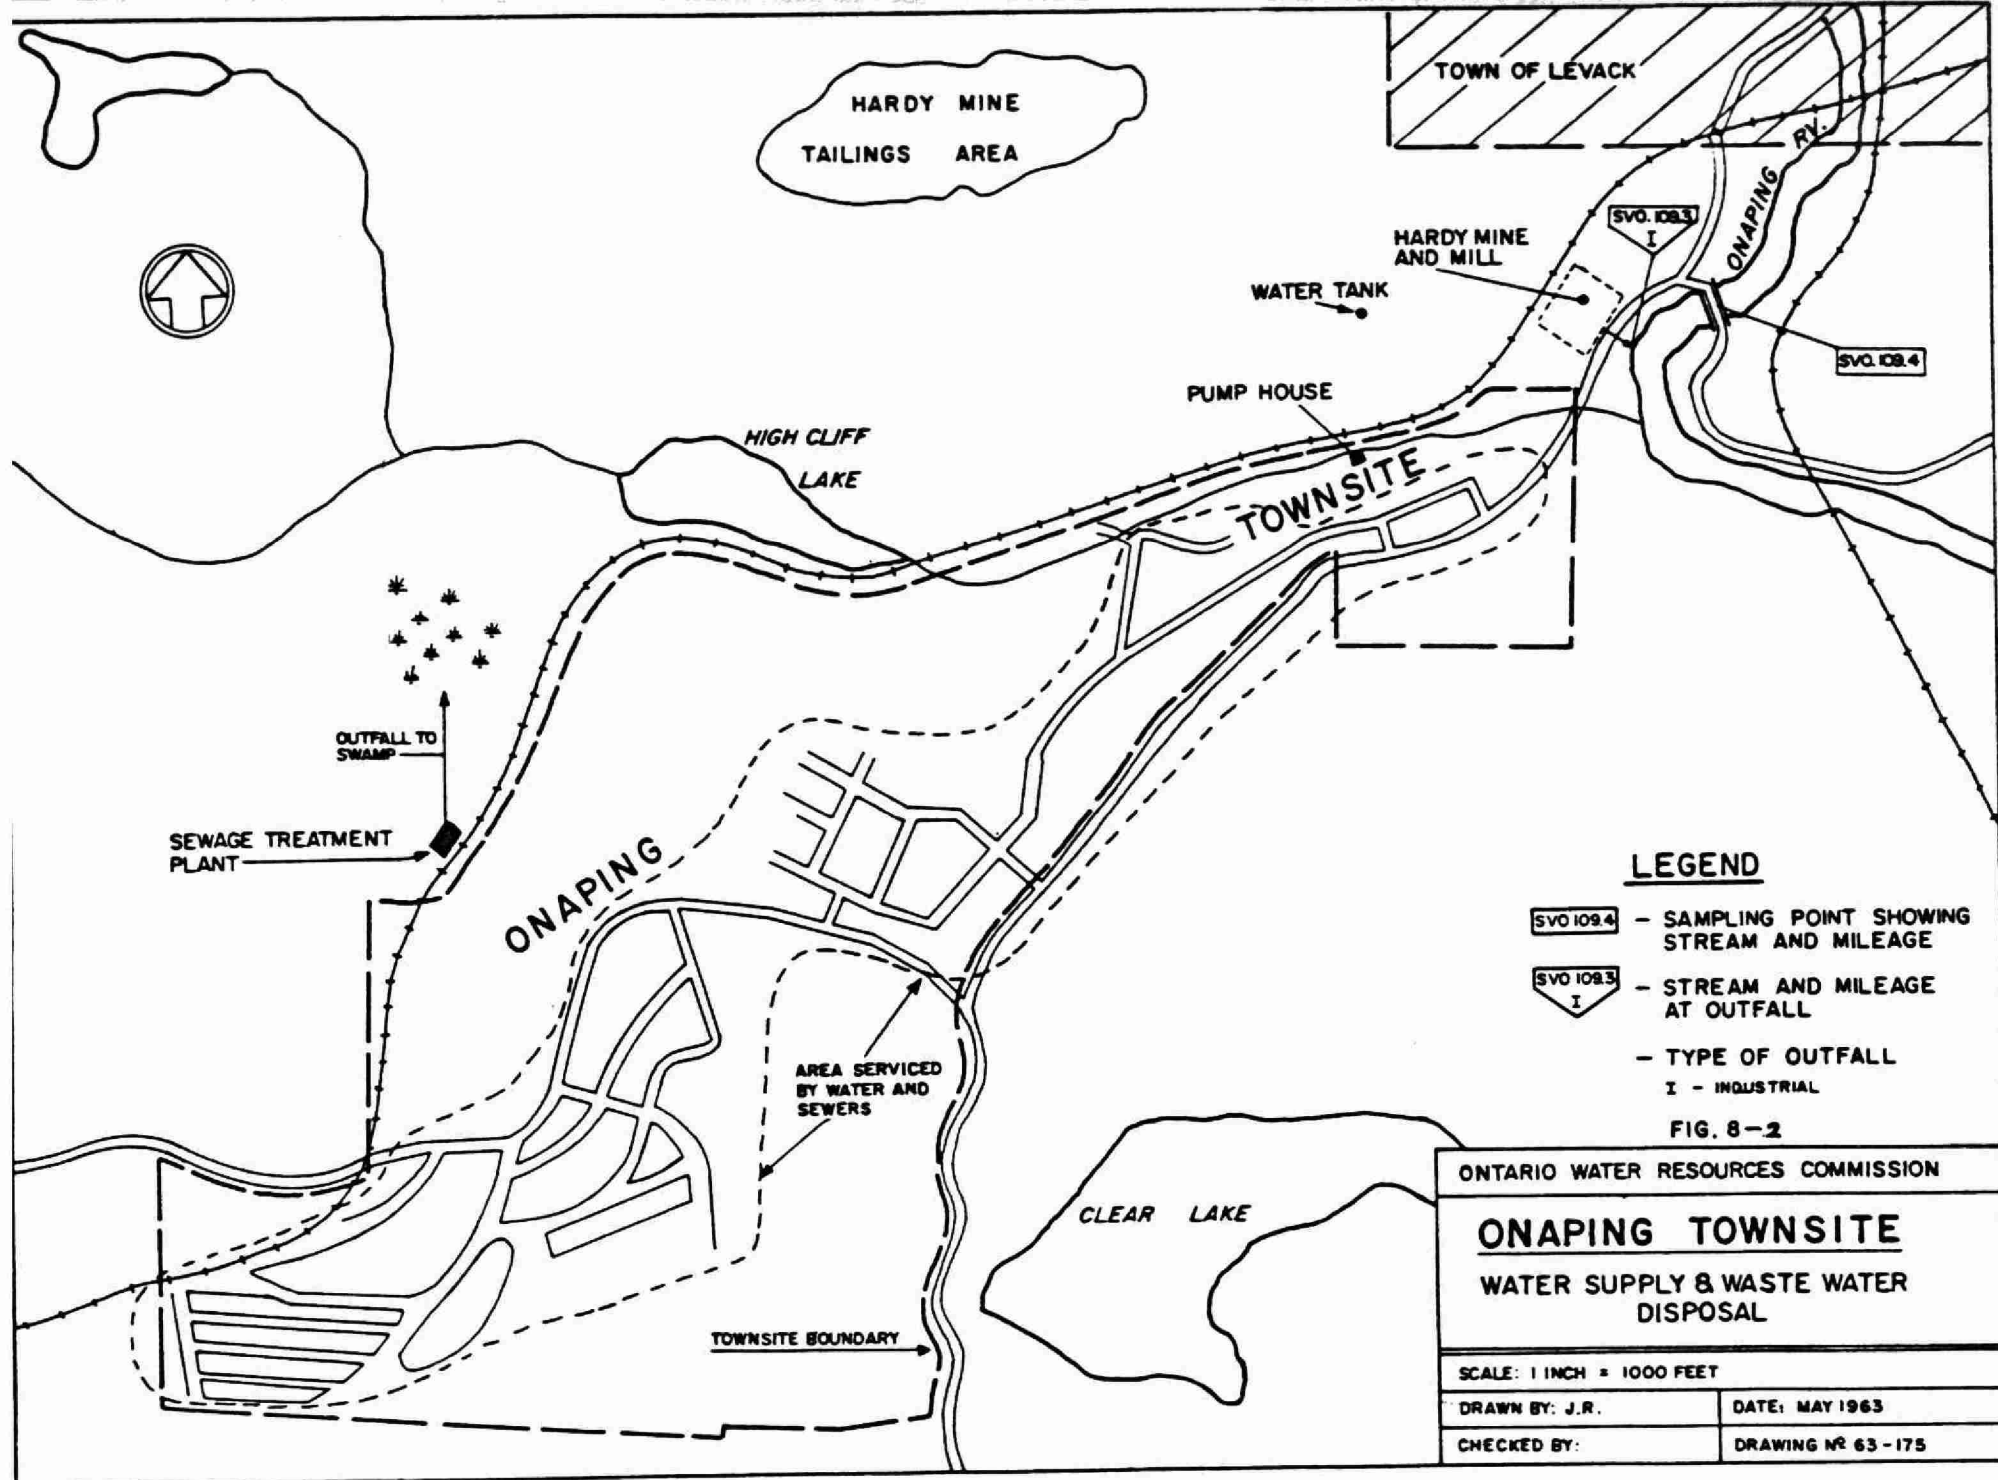 TOWN OF LEVACK
HARDY MINE
TAILINGS AREA
ONAPING RV.
SVO. 109.3
I
HARDY MINE
AND MILL
WATER TANK
SVO. 109.4
PUMP HOUSE
HIGH CLIFF
LAKE
ONAPING TOWNSITE
OUTFALL TO
SWAMP
SEWAGE TREATMENT
PLANT
AREA SERVICED
BY WATER AND
SEWERS
CLEAR LAKE
TOWNSITE BOUNDARY
LEGEND
SVO 109.4 - SAMPLING POINT SHOWING
STREAM AND MILEAGE
SVO 109.3 - STREAM AND MILEAGE
I AT OUTFALL
- TYPE OF OUTFALL
I - INDUSTRIAL
FIG. 8-2
ONTARIO WATER RESOURCES COMMISSION
ONAPING TOWNSITE
WATER SUPPLY & WASTE WATER
DISPOSAL
SCALE: 1 INCH = 1000 FEET
DRAWN BY: J.R.
DATE: MAY 1963
CHECKED BY:
DRAWING Nº 63-175